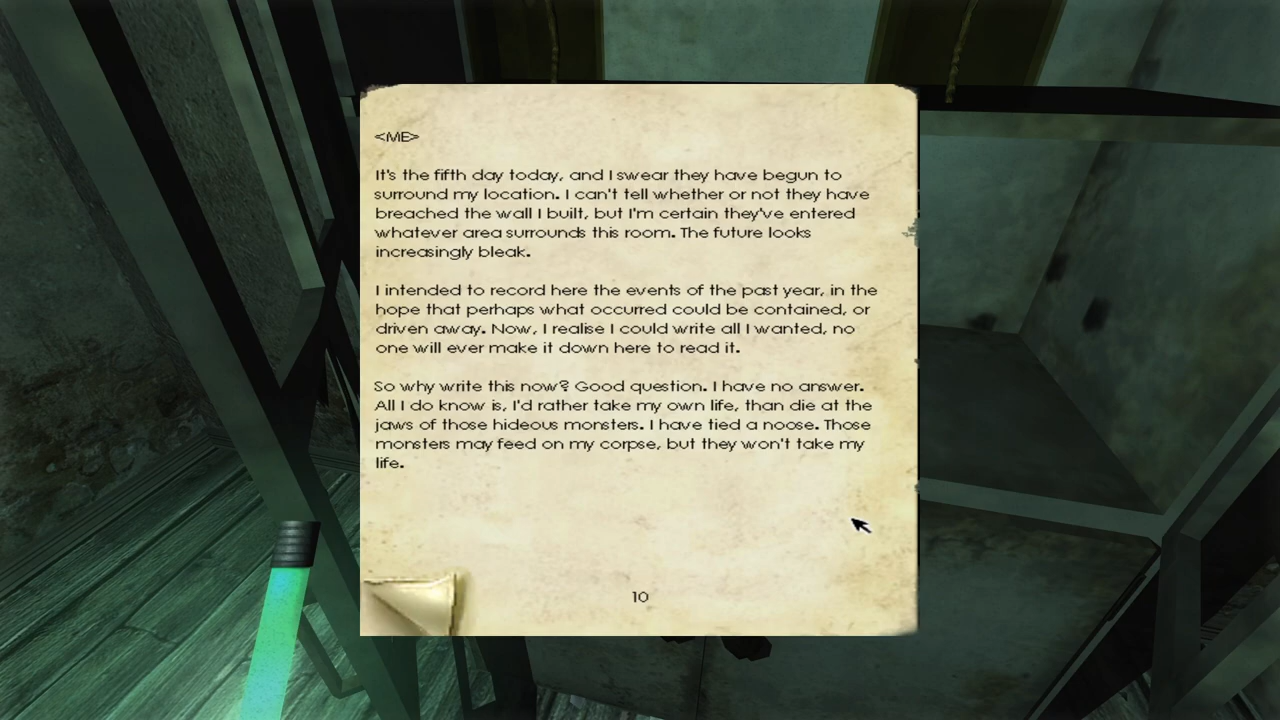 <ME>
It's the fifth day today, and I swear they have begun to
surround my location. I can't tell whether or not they have
breached the wall I built, but I'm certain they've entered
whatever area surrounds this room. The future looks
increasingly bleak.
I intended to record here the events of the past year, in the
hope that perhaps what occurred could be contained, or
driven away. Now, I realise I could write all I wanted, no
one will ever make it down here to read it.
So why write this now? Good question. I have no answer.
All I do know is, I'd rather take my own life, than die at the
jaws of those hideous monsters. I have tied a noose. Those
monsters may feed on my corpse, but they won't take my
life.
10